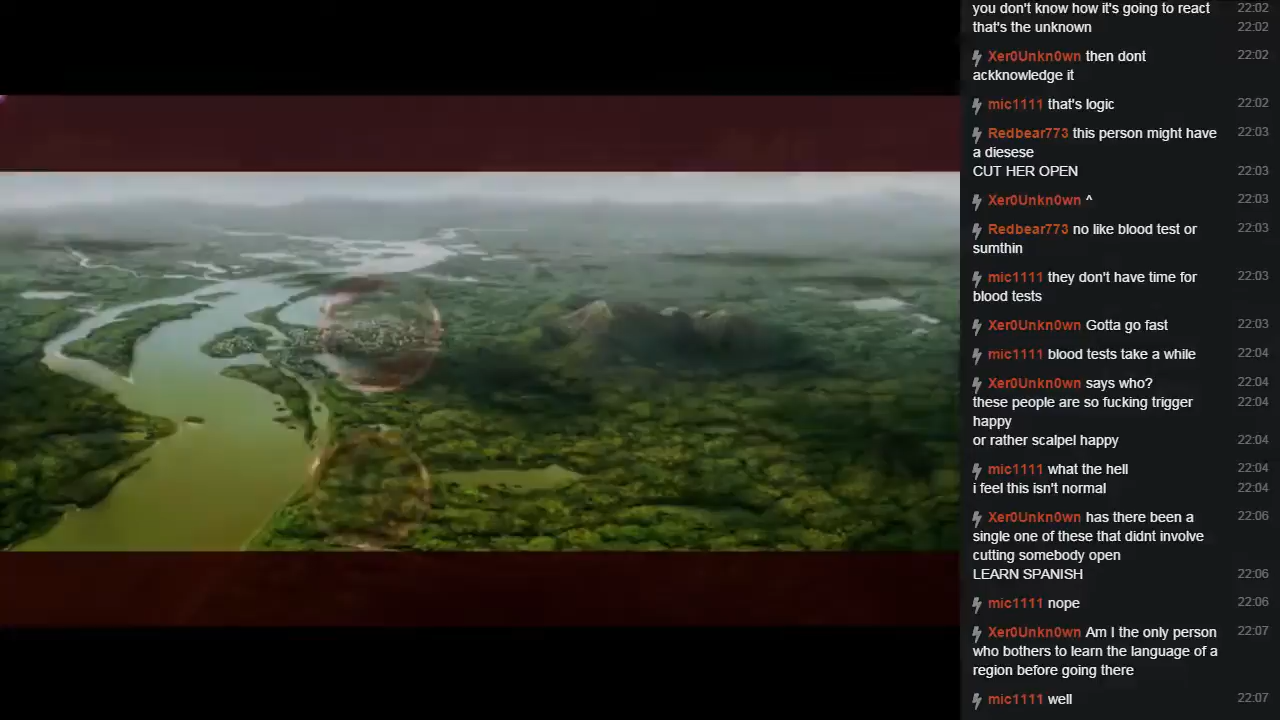 you don't know how it's going to react 22:02
that's the unknown 22:02
Xer0Unkn0wn then dont 22:02
ackknowledge it
mic1111 that's logic 22:02
Redbear773 this person might have 22:03
a diesese
CUT HER OPEN 22:03
Xer0Unkn0wn ^ 22:03
Redbear773 no like blood test or 22:03
sumthin
mic1111 they don't have time for 22:03
blood tests
Xer0Unkn0wn Gotta go fast 22:03
mic1111 blood tests take a while 22:04
Xer0Unkn0wn says who? 22:04
these people are so fucking trigger 22:04
happy
or rather scalpel happy 22:04
mic1111 what the hell 22:04
i feel this isn't normal 22:04
Xer0Unkn0wn has there been a 22:06
single one of these that didnt involve
cutting somebody open
LEARN SPANISH 22:06
mic1111 nope 22:06
Xer0Unkn0wn Am I the only person 22:07
who bothers to learn the language of a
region before going there
mic1111 well 22:07